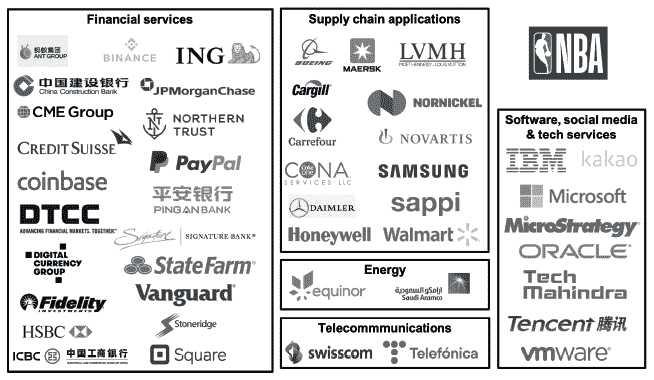 Financial services
蚂蚁集团
ANT GROUP
BINANCE
ING
中国建设银行
China Construction Bank
JPMorganChase
CME Group
NORTHERN
TRUST
CREDIT SUISSE
PayPal
coinbase
平安银行
PING AN BANK
DTCC
ADVANCING FINANCIAL MARKETS. TOGETHER.™
Signature
SIGNATURE BANK®
DIGITAL
CURRENCY
GROUP
StateFarm®
Fidelity
INVESTMENTS
Vanguard®
HSBC
Stoneridge
ICBC
中国工商银行
Square
Supply chain applications
BOEING
MAERSK
LVMH
MOËT HENNESSY. LOUIS VUITTON
Cargill
NORNICKEL
Carrefour
NOVARTIS
CONA
SERVICES LLC
SAMSUNG
DAIMLER
sappi
Honeywell
Walmart
Energy
equinor
أرامكو السعودية
Saudi Aramco
Telecommmunications
swisscom
Telefónica
NBA
Software, social media
& tech services
IBM
kakao
Microsoft
MicroStrategy®
ORACLE®
Tech
Mahindra
Tencent 腾讯
vmware®